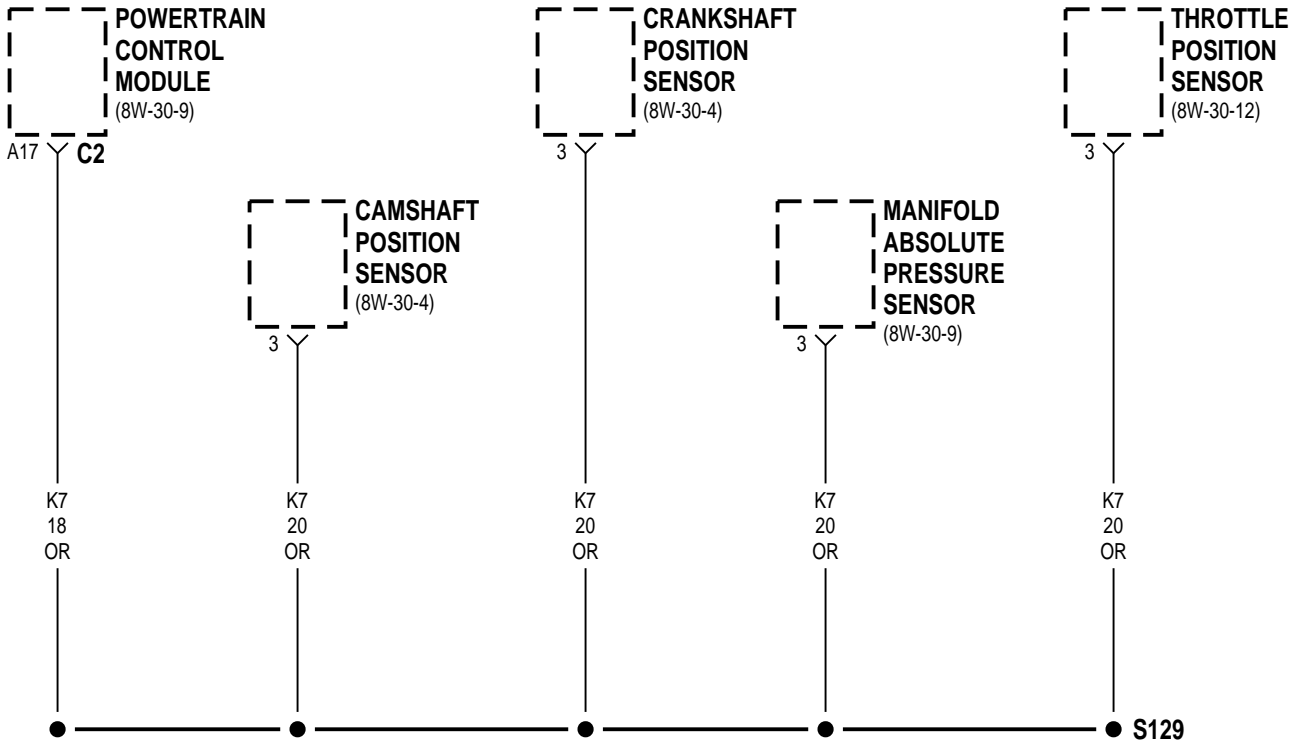 POWERTRAIN
CONTROL
MODULE
(8W-30-9)
A17
C2
CRANKSHAFT
POSITION
SENSOR
(8W-30-4)
3
THROTTLE
POSITION
SENSOR
(8W-30-12)
3
CAMSHAFT
POSITION
SENSOR
(8W-30-4)
3
MANIFOLD
ABSOLUTE
PRESSURE
SENSOR
(8W-30-9)
3
K7
18
OR
K7
20
OR
K7
20
OR
K7
20
OR
K7
20
OR
S129